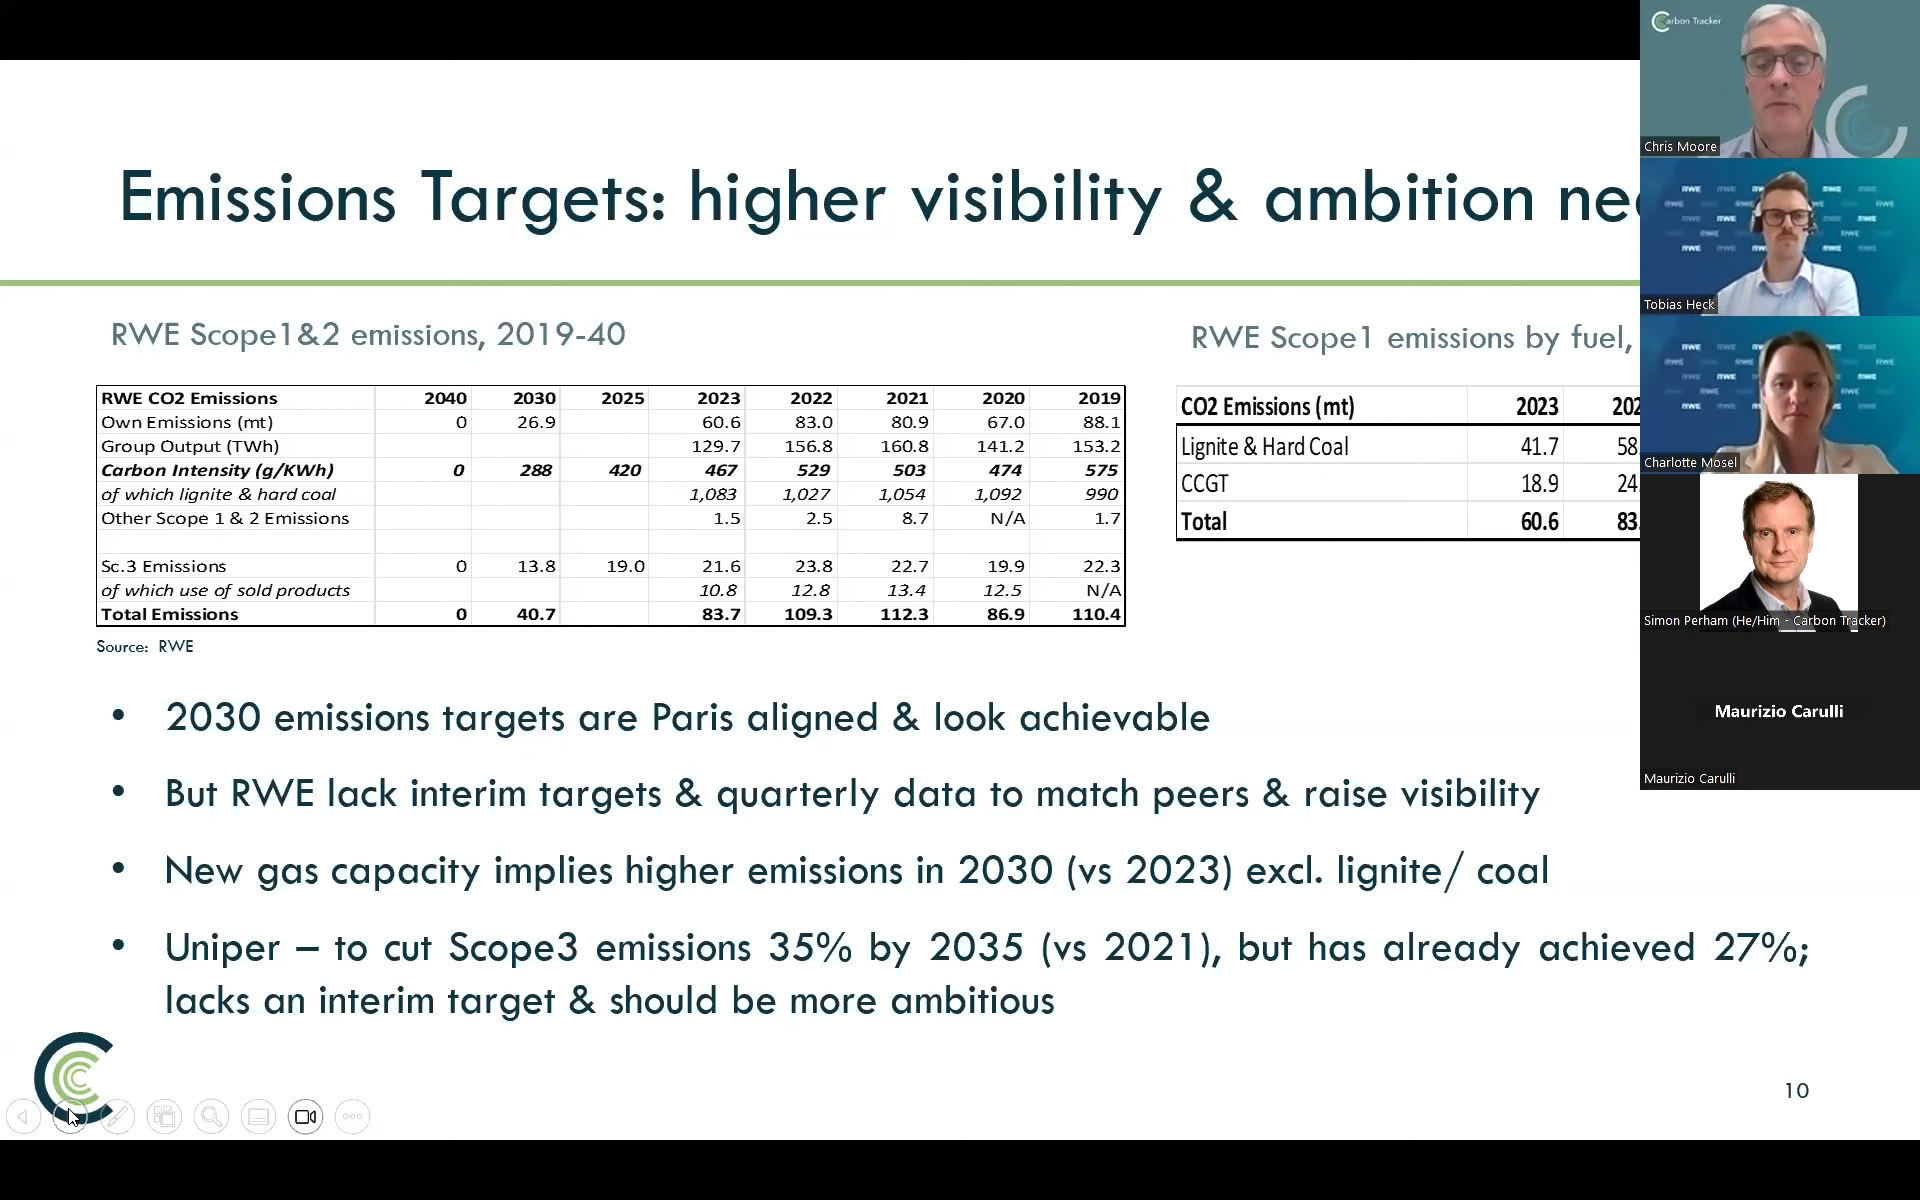 Carbon Tracker
Chris Moore
Emissions Targets: higher visibility & ambition nee
Tobias Heck
RWE Scope1&2 emissions, 2019-40
RWE CO2 Emissions 2040 2030 2025 2023 2022 2021 2020 2019
Own Emissions (mt) 0 26.9 60.6 83.0 80.9 67.0 88.1
Group Output (TWh) 129.7 156.8 160.8 141.2 153.2
Carbon Intensity (g/KWh) 0 288 420 467 529 503 474 575
of which lignite & hard coal 1,083 1,027 1,054 1,092 990
Other Scope 1 & 2 Emissions 1.5 2.5 8.7 N/A 1.7
Sc.3 Emissions 0 13.8 19.0 21.6 23.8 22.7 19.9 22.3
of which use of sold products 10.8 12.8 13.4 12.5 N/A
Total Emissions 0 40.7 83.7 109.3 112.3 86.9 110.4
Source: RWE
RWE Scope1 emissions by fuel,
CO2 Emissions (mt) 2023 202
Lignite & Hard Coal 41.7 58.
CCGT 18.9 24.
Total 60.6 83.
Charlotte Mosel
Simon Perham (He/Him - Carbon Tracker)
Maurizio Carulli
Maurizio Carulli
• 2030 emissions targets are Paris aligned & look achievable
• But RWE lack interim targets & quarterly data to match peers & raise visibility
• New gas capacity implies higher emissions in 2030 (vs 2023) excl. lignite/ coal
• Uniper – to cut Scope3 emissions 35% by 2035 (vs 2021), but has already achieved 27%;
lacks an interim target & should be more ambitious
10